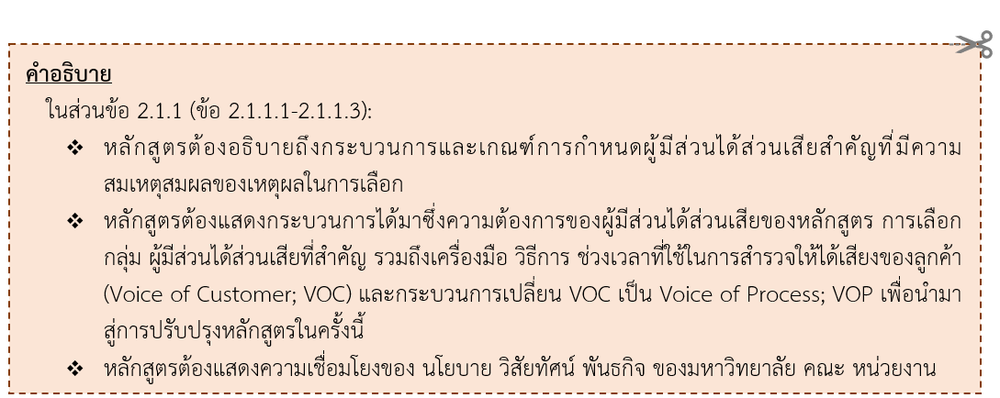 คำอธิบาย
ในส่วนข้อ 2.1.1 (ข้อ 2.1.1.1-2.1.1.3):
❖ หลักสูตรต้องอธิบายถึงกระบวนการและเกณฑ์การกำหนดผู้มีส่วนได้ส่วนเสียสำคัญที่มีความ
สมเหตุสมผลของเหตุผลในการเลือก
❖ หลักสูตรต้องแสดงกระบวนการได้มาซึ่งความต้องการของผู้มีส่วนได้ส่วนเสียของหลักสูตร การเลือก
กลุ่ม ผู้มีส่วนได้ส่วนเสียที่สำคัญ รวมถึงเครื่องมือ วิธีการ ช่วงเวลาที่ใช้ในการสำรวจให้ได้เสียงของลูกค้า
(Voice of Customer; VOC) และกระบวนการเปลี่ยน VOC เป็น Voice of Process; VOP เพื่อนำมา
สู่การปรับปรุงหลักสูตรในครั้งนี้
❖ หลักสูตรต้องแสดงความเชื่อมโยงของ นโยบาย วิสัยทัศน์ พันธกิจ ของมหาวิทยาลัย คณะ หน่วยงาน